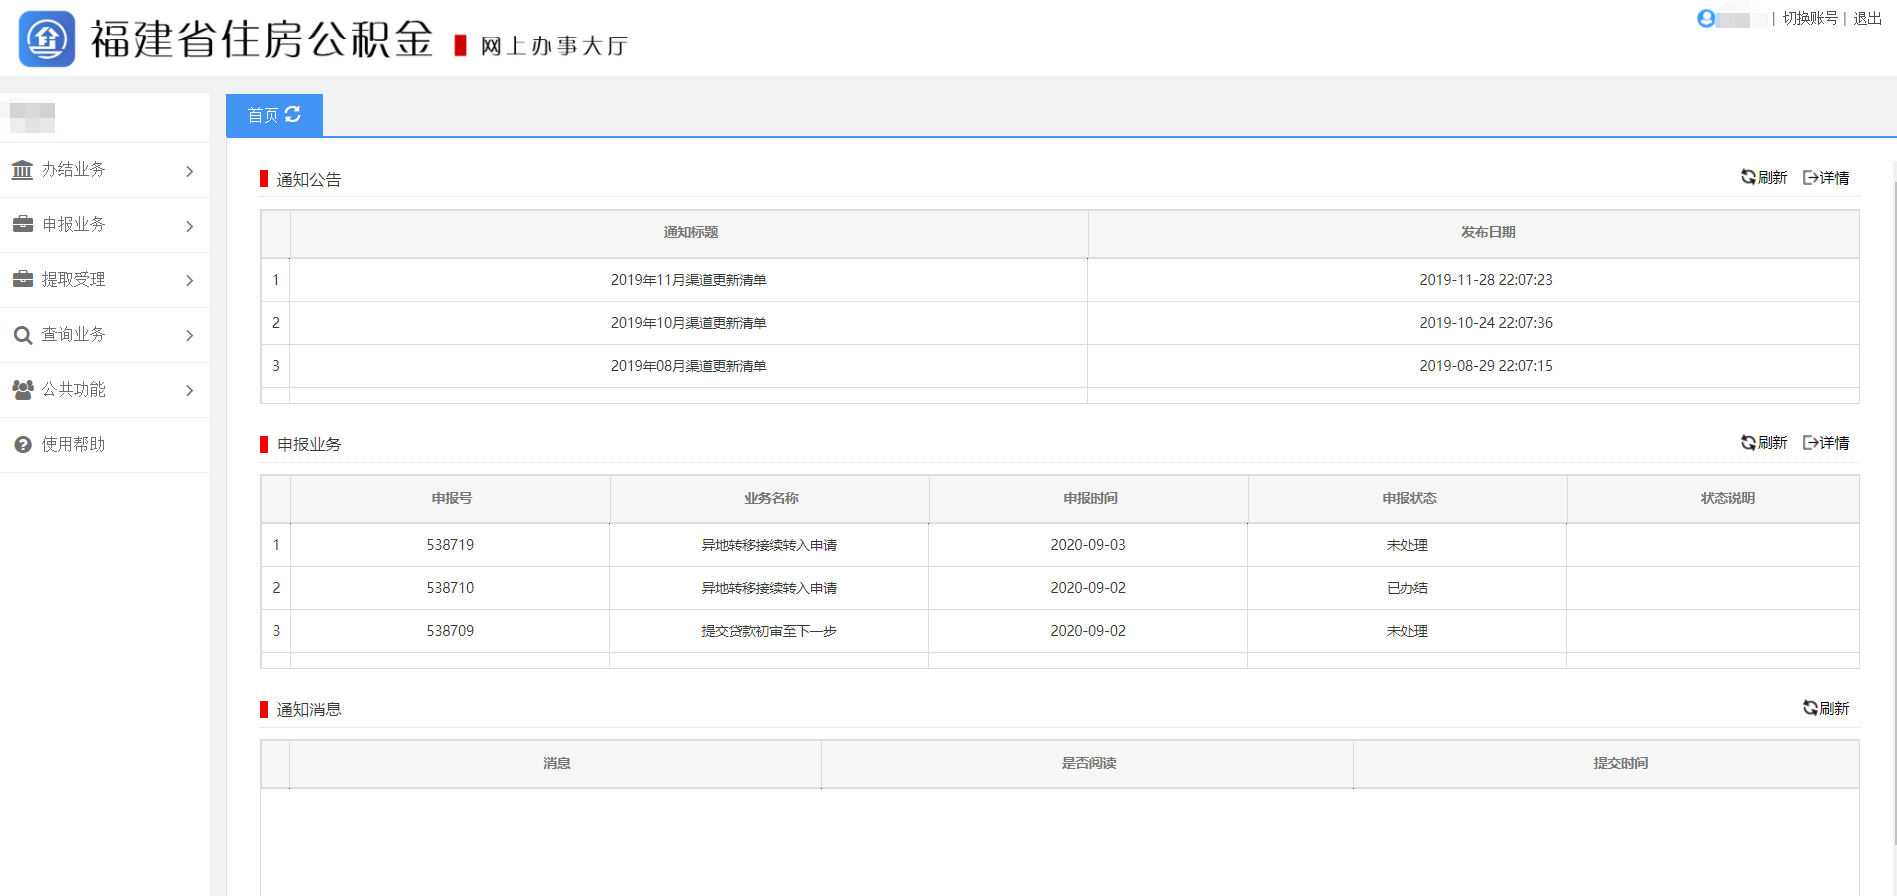 福建省住房公积金 网上办事大厅
切换账号 | 退出
首页
办结业务
申报业务
提取受理
查询业务
公共功能
使用帮助
通知公告 刷新 详情
通知标题 发布日期
1 2019年11月渠道更新清单 2019-11-28 22:07:23
2 2019年10月渠道更新清单 2019-10-24 22:07:36
3 2019年08月渠道更新清单 2019-08-29 22:07:15
申报业务 刷新 详情
申报号 业务名称 申报时间 申报状态 状态说明
1 538719 异地转移接续转入申请 2020-09-03 未处理
2 538710 异地转移接续转入申请 2020-09-02 已办结
3 538709 提交贷款初审至下一步 2020-09-02 未处理
通知消息 刷新
消息 是否阅读 提交时间